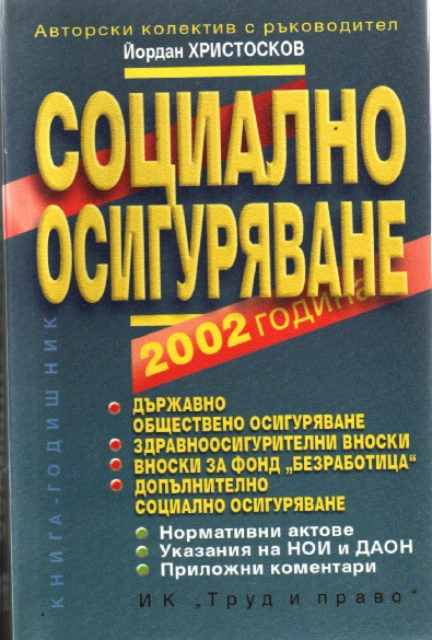 Авторски колектив с ръководител
Йордан ХРИСТОСКОВ
СОЦИАЛНО
ОСИГУРЯВАНЕ
2002 ГОДИНА
КНИГА-ГОДИШНИК
ДЪРЖАВНО
ОБЩЕСТВЕНО ОСИГУРЯВАНЕ
ЗДРАВНООСИГУРИТЕЛНИ ВНОСКИ
ВНОСКИ ЗА ФОНД „БЕЗРАБОТИЦА“
ДОПЪЛНИТЕЛНО
СОЦИАЛНО ОСИГУРЯВАНЕ
Нормативни актове
Указания на НОИ и ДАОН
Приложни коментари
ИК „Труд и право“